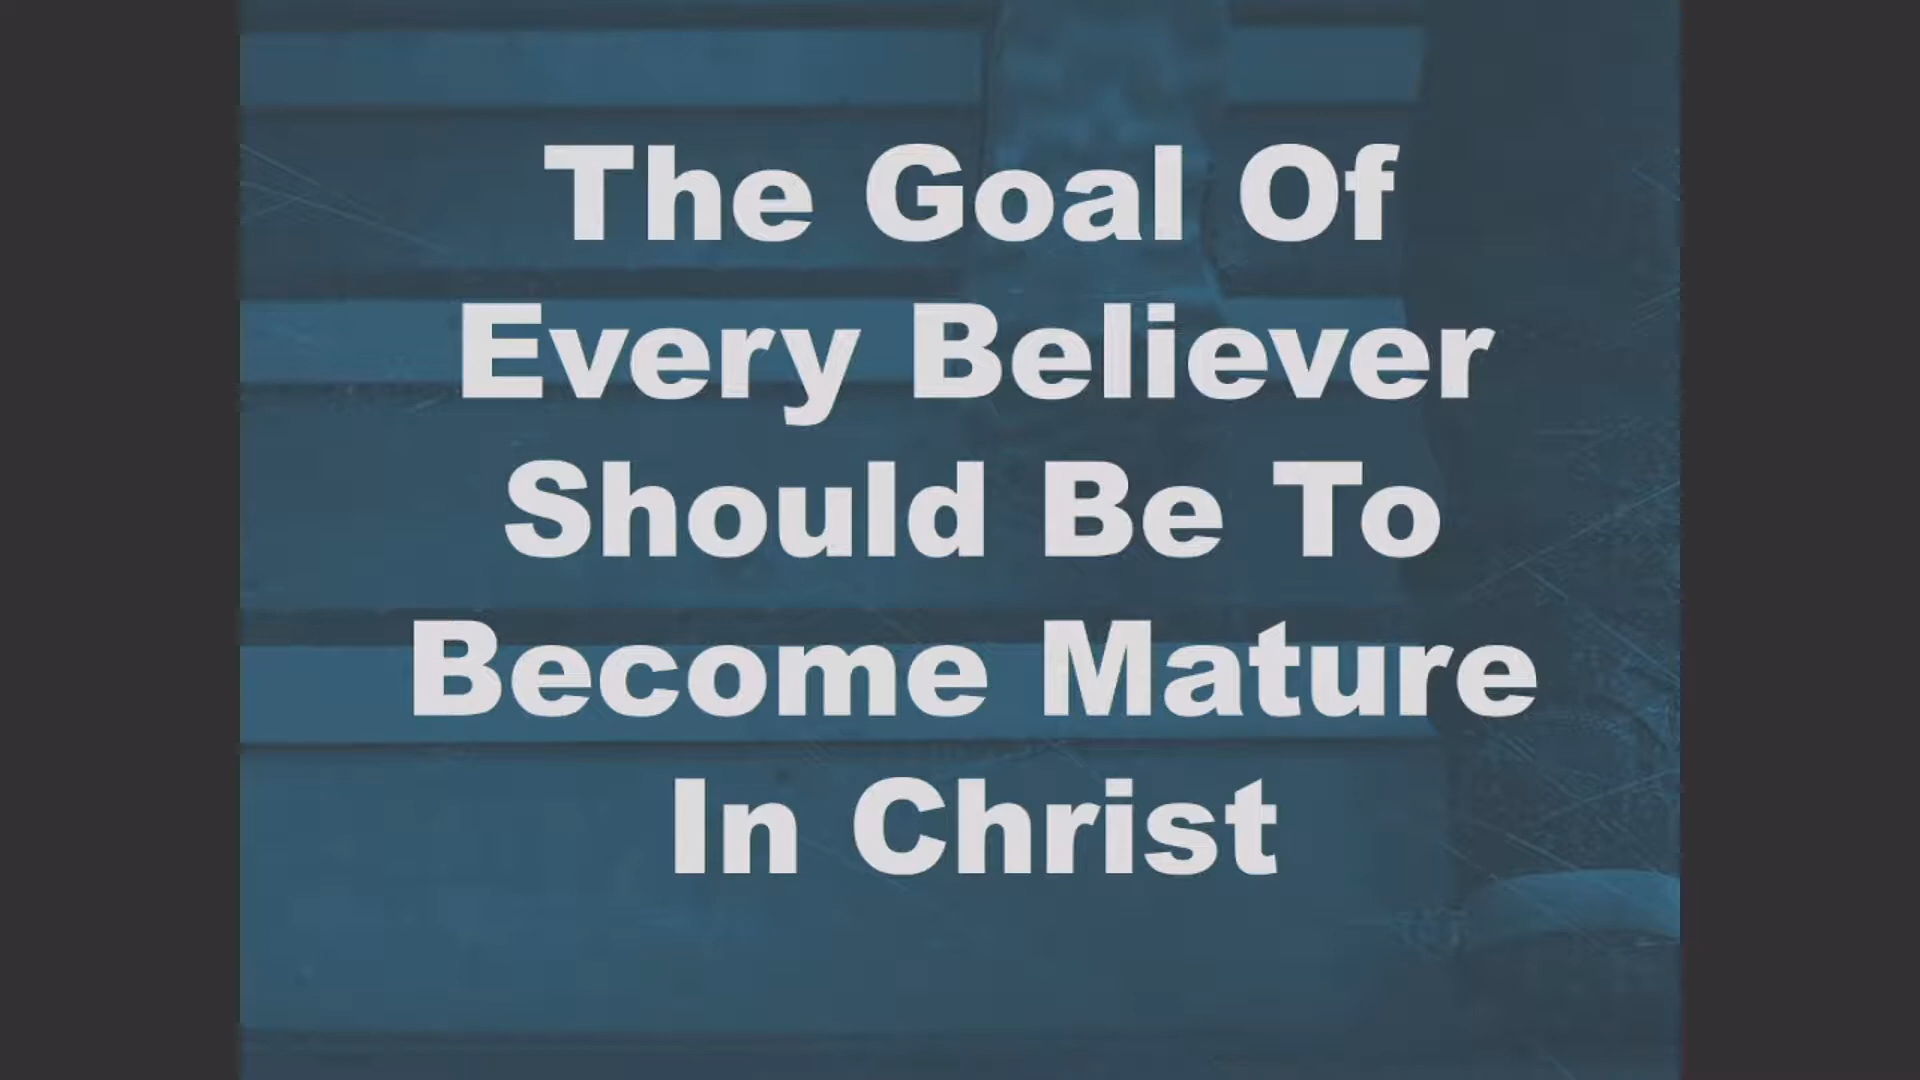 The Goal Of
Every Believer
Should Be To
Become Mature
In Christ